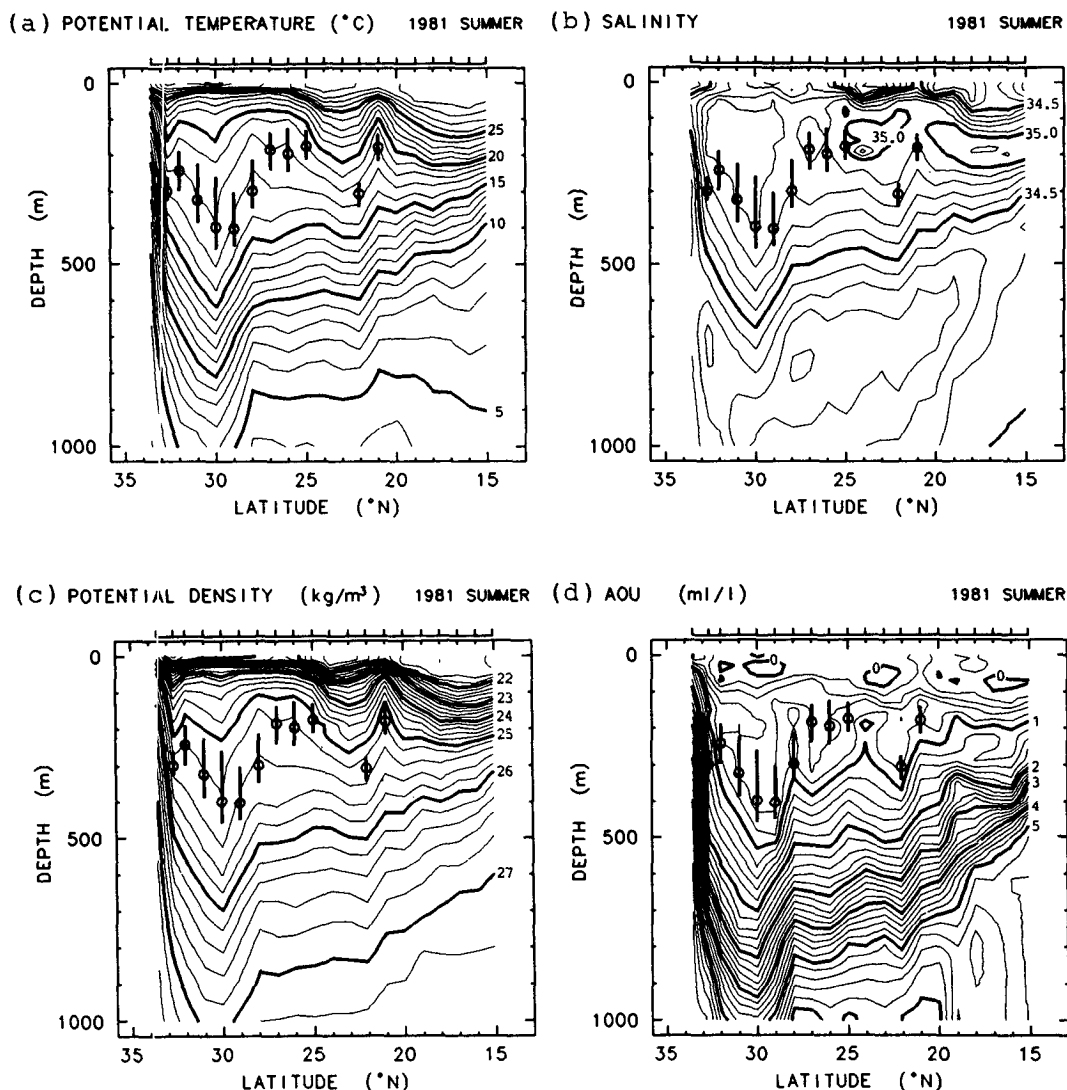 (a) POTENTIAL TEMPERATURE (°C) 1981 SUMMER
0
500
1000
DEPTH (m)
25
20
15
10
5
35 30 25 20 15
LATITUDE (°N)
(b) SALINITY 1981 SUMMER
0
500
1000
DEPTH (m)
35.0
34.5
35.0
34.5
35 30 25 20 15
LATITUDE (°N)
(c) POTENTIAL DENSITY (kg/m³) 1981 SUMMER
0
500
1000
DEPTH (m)
22
23
24
25
26
27
35 30 25 20 15
LATITUDE (°N)
(d) AOU (ml/l) 1981 SUMMER
0
500
1000
DEPTH (m)
0
0
0
1
2
3
4
5
35 30 25 20 15
LATITUDE (°N)